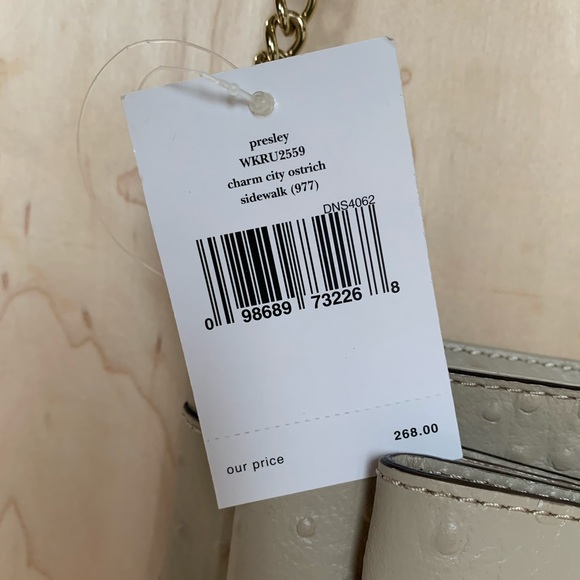 presley
WKRU2559
charm city ostrich
sidewalk (977)
DNS4062
0 98689 73226 8
our price 268.00